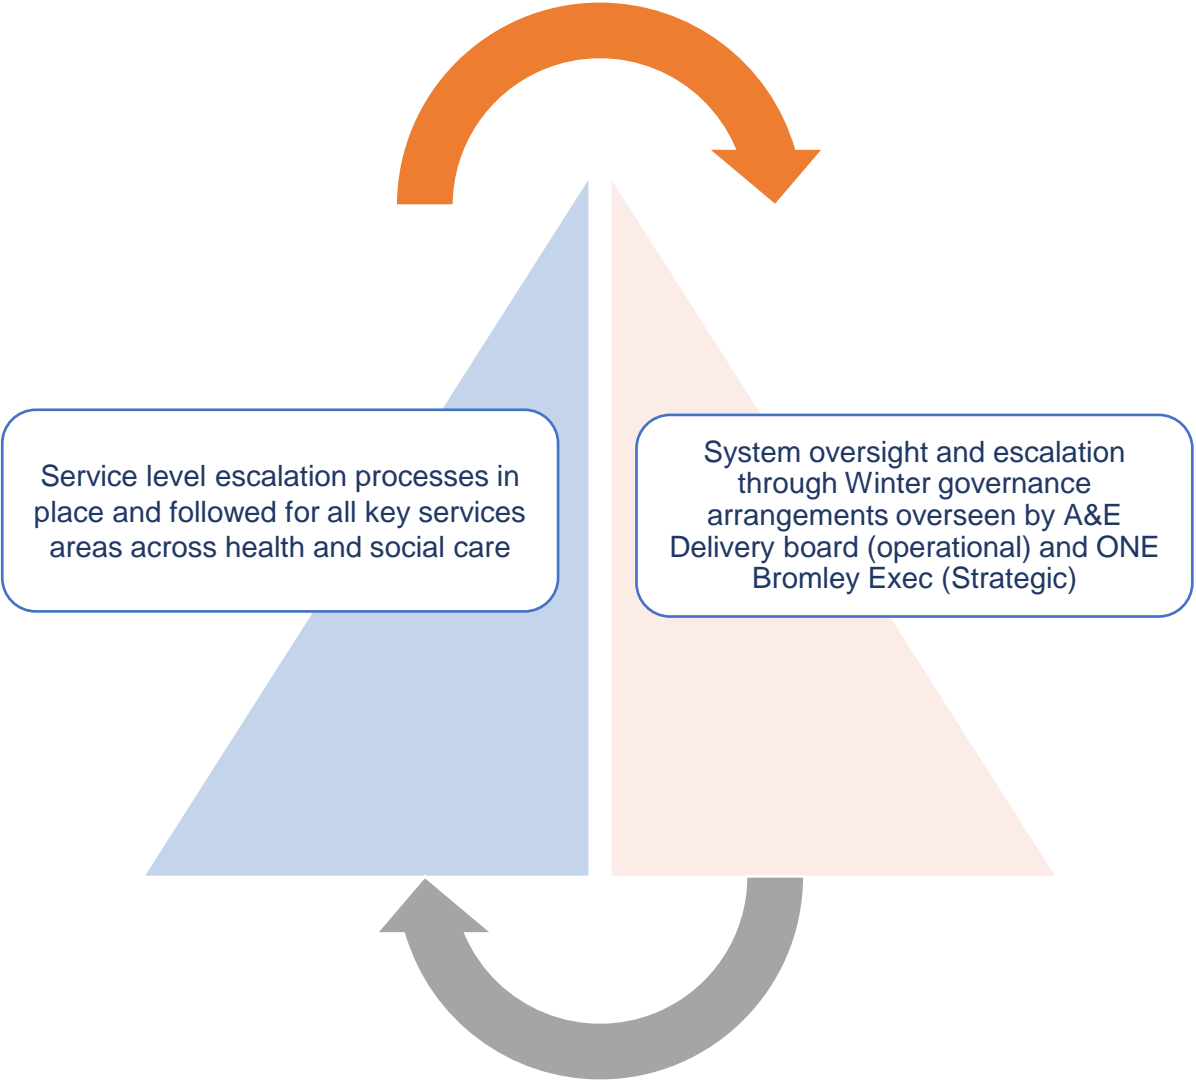 Service level escalation processes in
place and followed for all key services
areas across health and social care
System oversight and escalation
through Winter governance
arrangements overseen by A&E
Delivery board (operational) and ONE
Bromley Exec (Strategic)